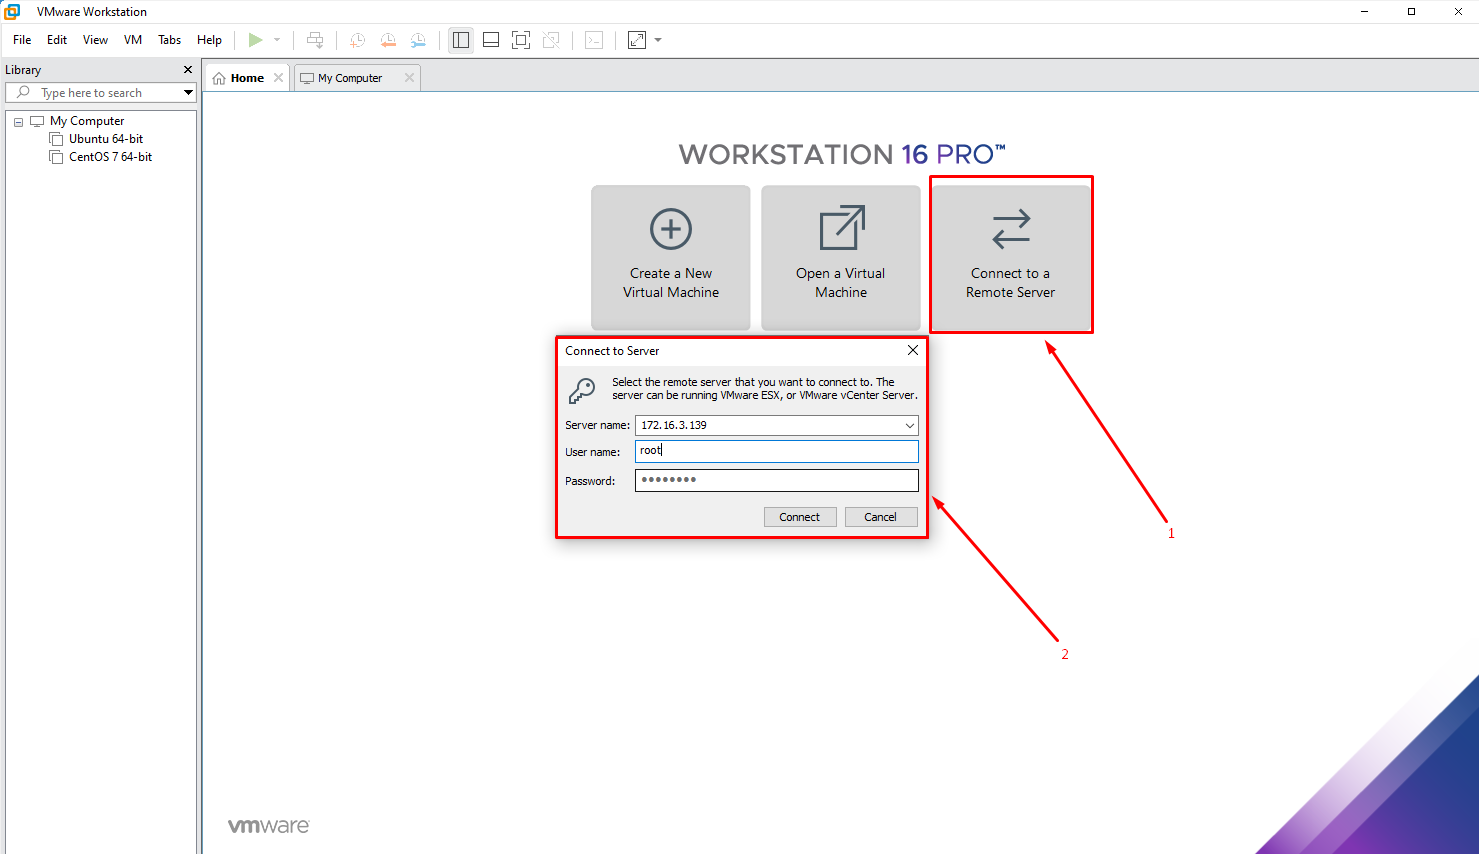 VMware Workstation
File Edit View VM Tabs Help
Library
Home
My Computer
Type here to search
My Computer
Ubuntu 64-bit
CentOS 7 64-bit
WORKSTATION 16 PRO™
Create a New
Virtual Machine
Open a Virtual
Machine
Connect to a
Remote Server
Connect to Server
Select the remote server that you want to connect to. The
server can be running VMware ESX, or VMware vCenter Server.
Server name: 172.16.3.139
User name: root
Password: ••••••••
Connect Cancel
1
2
vmware